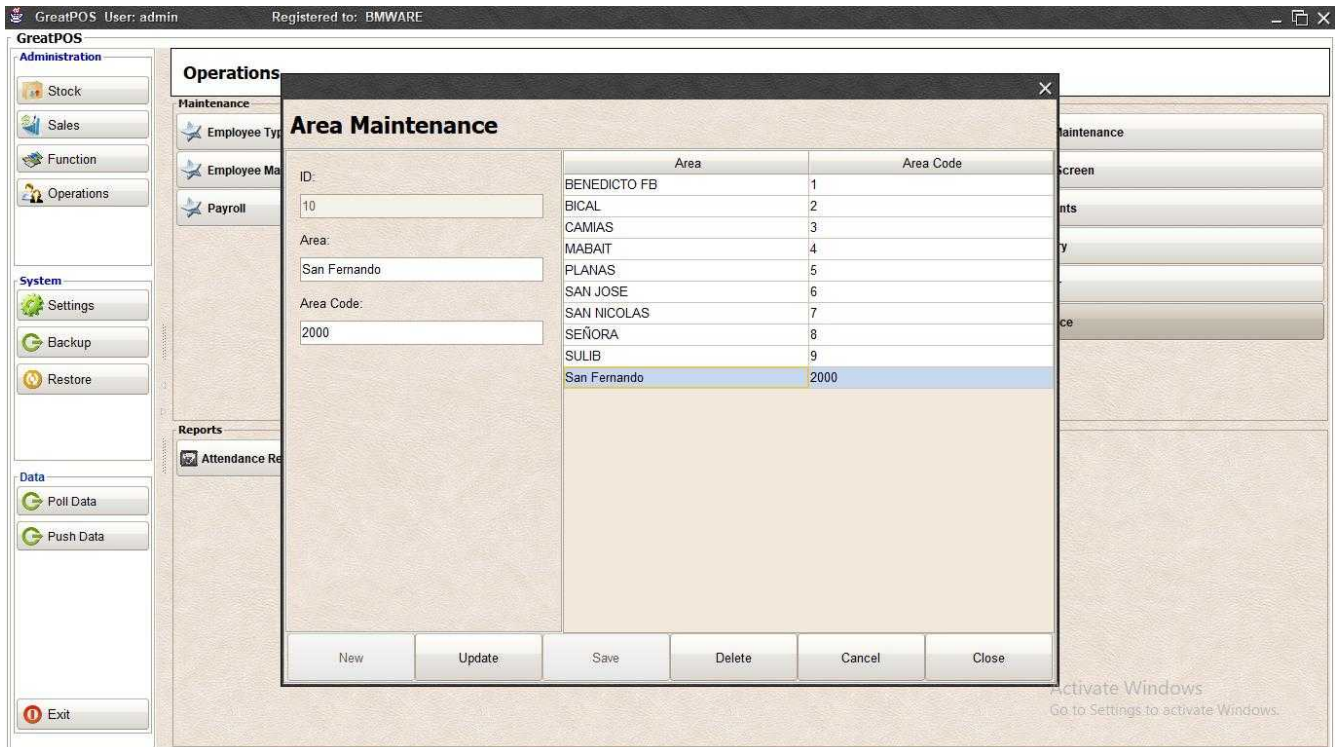 GreatPOS User: admin Registered to: BMWARE
GreatPOS
Administration
Stock
Sales
Function
Operations
System
Settings
Backup
Restore
Data
Poll Data
Push Data
Exit
Operations
Maintenance
Employee Typ
Employee Ma
Payroll
Reports
Attendance Re
Area Maintenance
ID:
10
Area:
San Fernando
Area Code:
2000
Area Area Code
BENEDICTO FB 1
BICAL 2
CAMIAS 3
MABAIT 4
PLANAS 5
SAN JOSE 6
SAN NICOLAS 7
SEÑORA 8
SULIB 9
San Fernando 2000
New Update Save Delete Cancel Close
Maintenance
Screen
nts
y
ce
Activate Windows
Go to Settings to activate Windows.